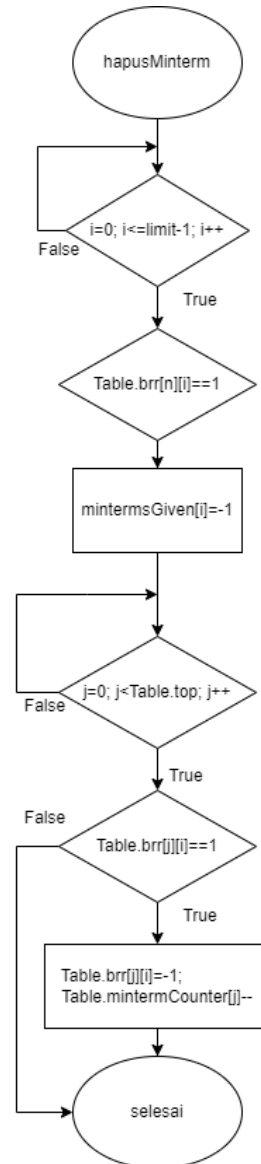 hapusMinterm
i=0; i<=limit-1; i++
False
True
Table.brr[n][i]==1
mintermsGiven[i]=-1
j=0; j<Table.top; j++
False
True
False
Table.brr[j][i]==1
True
Table.brr[j][i]=-1;
Table.mintermCounter[j]--
selesai